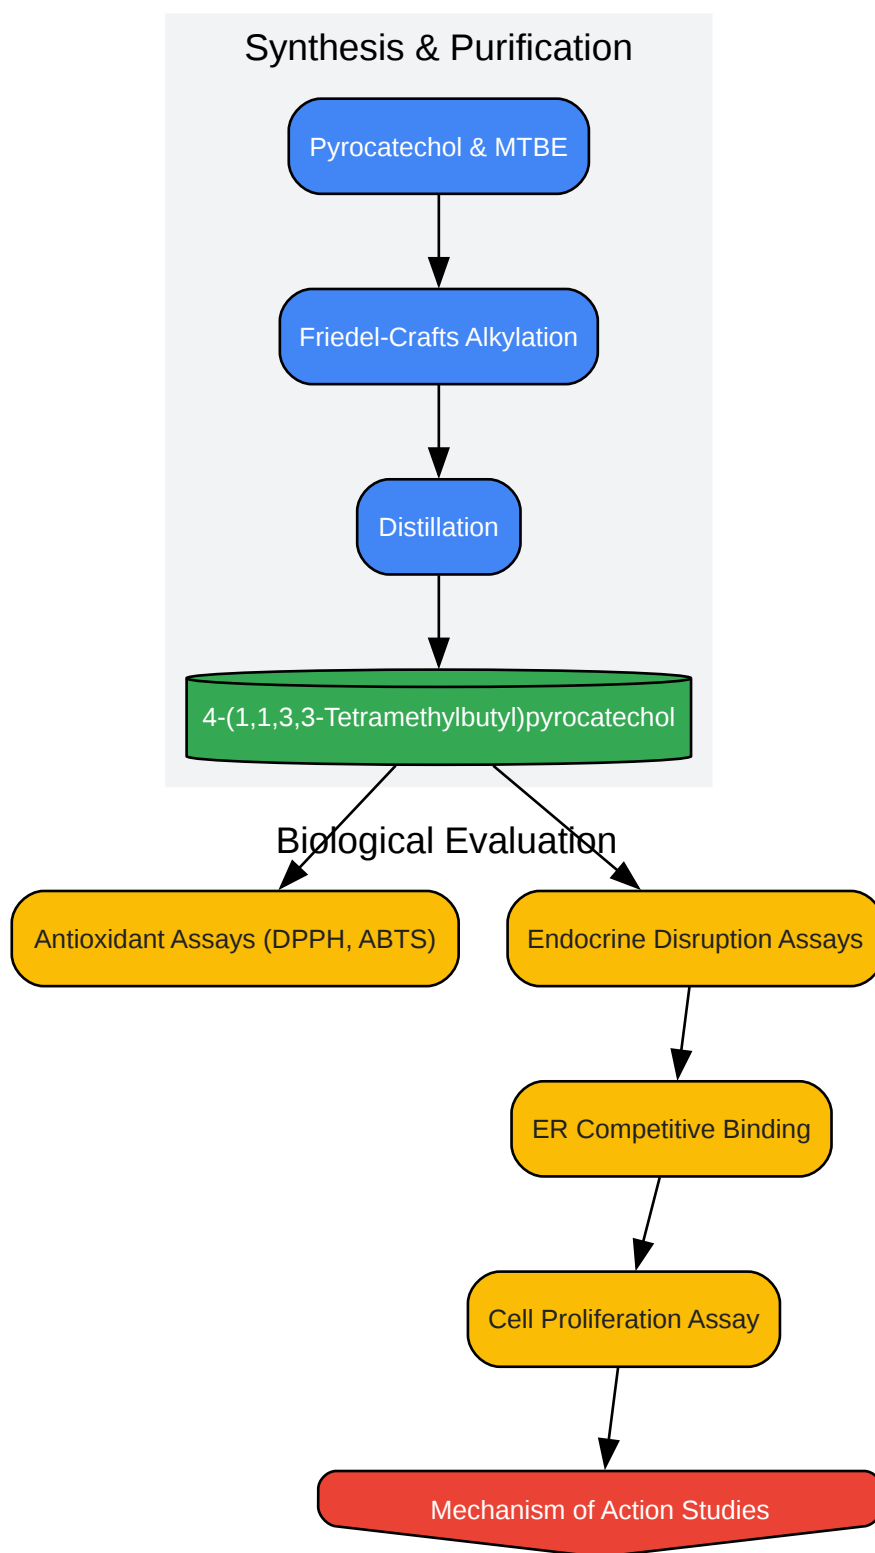 Synthesis & Purification
Pyrocatechol & MTBE
Friedel-Crafts Alkylation
Distillation
4-(1,1,3,3-Tetramethylbutyl)pyrocatechol
Biological Evaluation
Antioxidant Assays (DPPH, ABTS)
Endocrine Disruption Assays
ER Competitive Binding
Cell Proliferation Assay
Mechanism of Action Studies